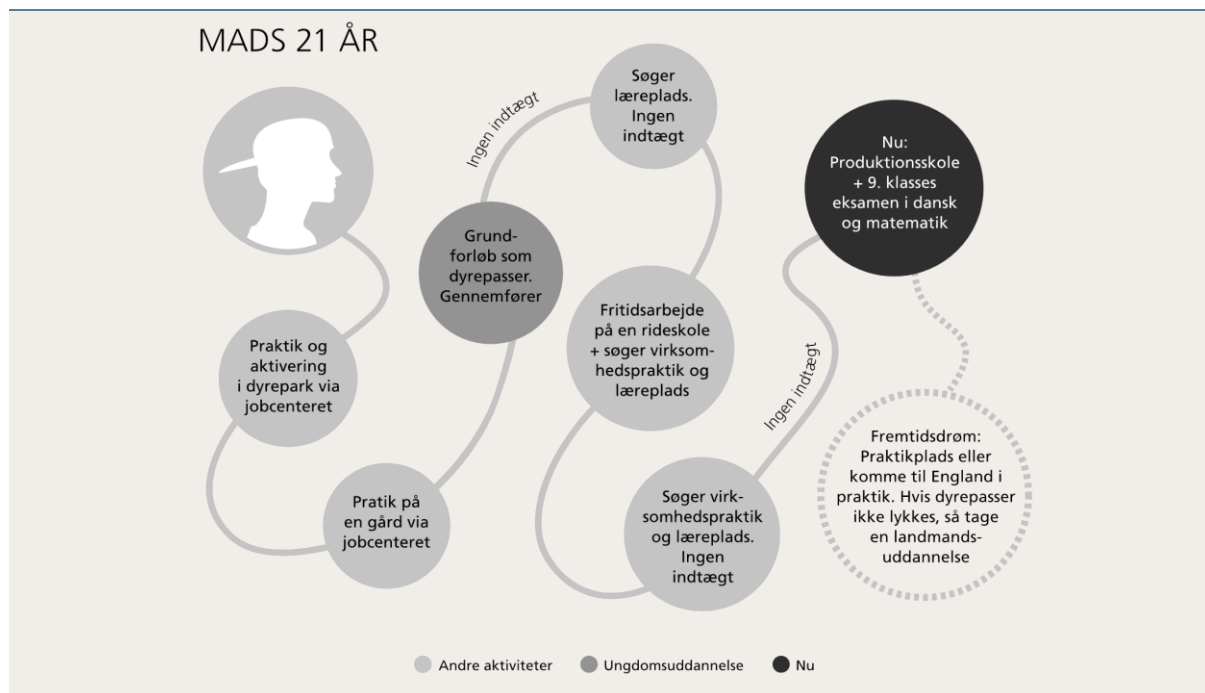 MADS 21 ÅR
Praktik og
aktivering
i dyrepark via
jobcenteret
Pratik på
en gård via
jobcenteret
Grund-
forløb som
dyrepasser.
Gennemfører
Ingen indtægt
Søger
læreplads.
Ingen
indtægt
Fritidsarbejde
på en rideskole
+ søger virksom-
hedspraktik og
læreplads
Søger virk-
somhedspraktik
og læreplads.
Ingen
indtægt
Ingen indtægt
Nu:
Produktionsskole
+ 9. klasses
eksamen i dansk
og matematik
Fremtidsdrøm:
Praktikplads eller
komme til England i
praktik. Hvis dyrepasser
ikke lykkes, så tage
en landmands-
uddannelse
Andre aktiviteter
Ungdomsuddannelse
Nu